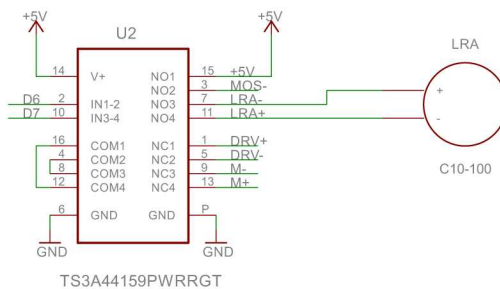 +5V +5V
U2
LRA
14 V+ NO1 15 +5V
NO2 3 MOS-
D6 2 IN1-2 NO3 7 LRA- +
D7 10 IN3-4 NO4 11 LRA+ -
16 COM1 NC1 1 DRV+
4 COM2 NC2 5 DRV-
8 COM3 NC3 9 M-
12 COM4 NC4 13 M+
C10-100
6 GND GND P
GND GND
TS3A44159PWRRGT